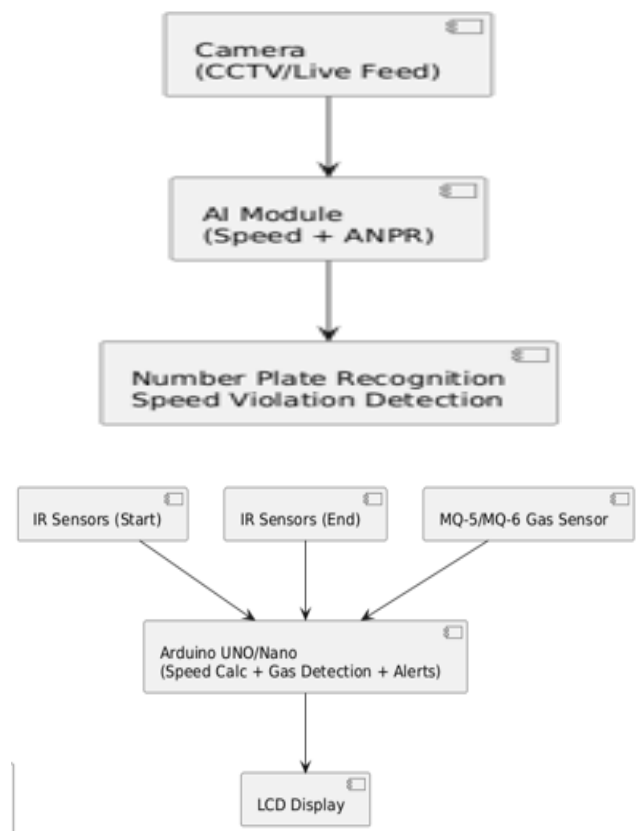 Camera
(CCTV/Live Feed)
AI Module
(Speed + ANPR)
Number Plate Recognition
Speed Violation Detection
IR Sensors (Start)
IR Sensors (End)
MQ-5/MQ-6 Gas Sensor
Arduino UNO/Nano
(Speed Calc + Gas Detection + Alerts)
LCD Display